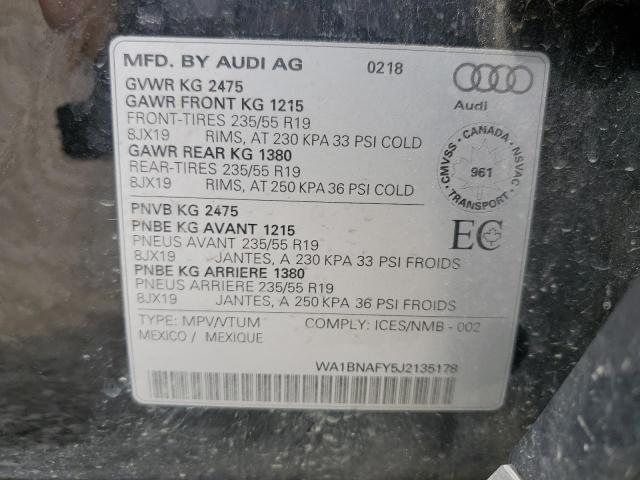 MFD. BY AUDI AG 0218
Audi
GVWR KG 2475
GAWR FRONT KG 1215
FRONT-TIRES 235/55 R19
8JX19 RIMS, AT 230 KPA 33 PSI COLD
GAWR REAR KG 1380
REAR-TIRES 235/55 R19
8JX19 RIMS, AT 250 KPA 36 PSI COLD
CMVSS · CANADA · NSVAC
961
TRANSPORT
PNVB KG 2475
PNBE KG AVANT 1215
PNEUS AVANT 235/55 R19
8JX19 JANTES, A 230 KPA 33 PSI FROIDS
PNBE KG ARRIERE 1380
PNEUS ARRIERE 235/55 R19
8JX19 JANTES, A 250 KPA 36 PSI FROIDS
EC
TYPE: MPV/VTUM COMPLY: ICES/NMB - 002
MEXICO / MEXIQUE
WA1BNAFY5J2135178